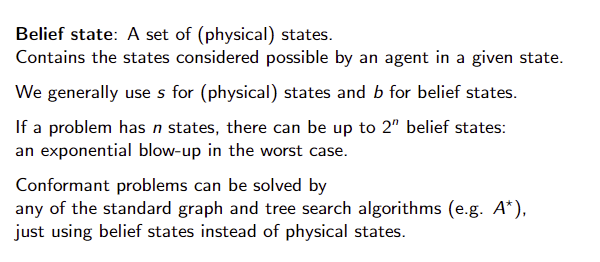 Belief state: A set of (physical) states.
Contains the states considered possible by an agent in a given state.
We generally use s for (physical) states and b for belief states.
If a problem has n states, there can be up to 2ⁿ belief states:
an exponential blow-up in the worst case.
Conformant problems can be solved by
any of the standard graph and tree search algorithms (e.g. A*),
just using belief states instead of physical states.